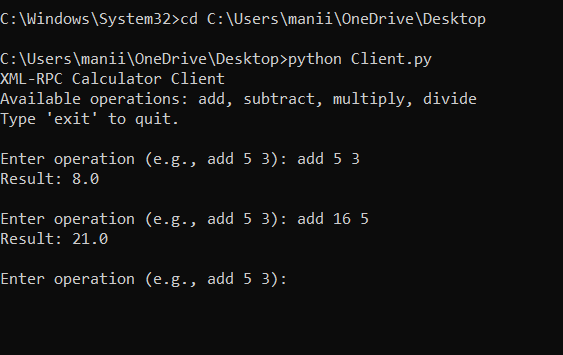 C:\Windows\System32>cd C:\Users\manii\OneDrive\Desktop
C:\Users\manii\OneDrive\Desktop>python Client.py
XML-RPC Calculator Client
Available operations: add, subtract, multiply, divide
Type 'exit' to quit.
Enter operation (e.g., add 5 3): add 5 3
Result: 8.0
Enter operation (e.g., add 5 3): add 16 5
Result: 21.0
Enter operation (e.g., add 5 3):